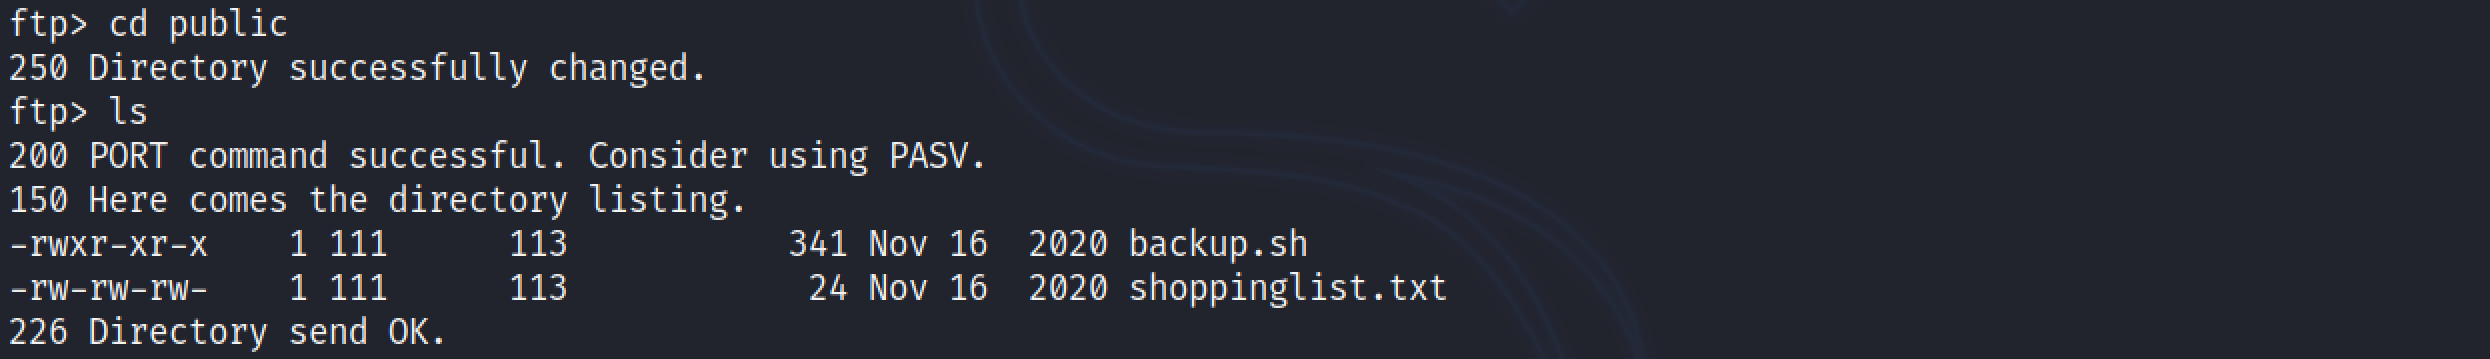 ftp> cd public
250 Directory successfully changed.
ftp> ls
200 PORT command successful. Consider using PASV.
150 Here comes the directory listing.
-rwxr-xr-x    1 111      113           341 Nov 16  2020 backup.sh
-rw-rw-rw-    1 111      113            24 Nov 16  2020 shoppinglist.txt
226 Directory send OK.